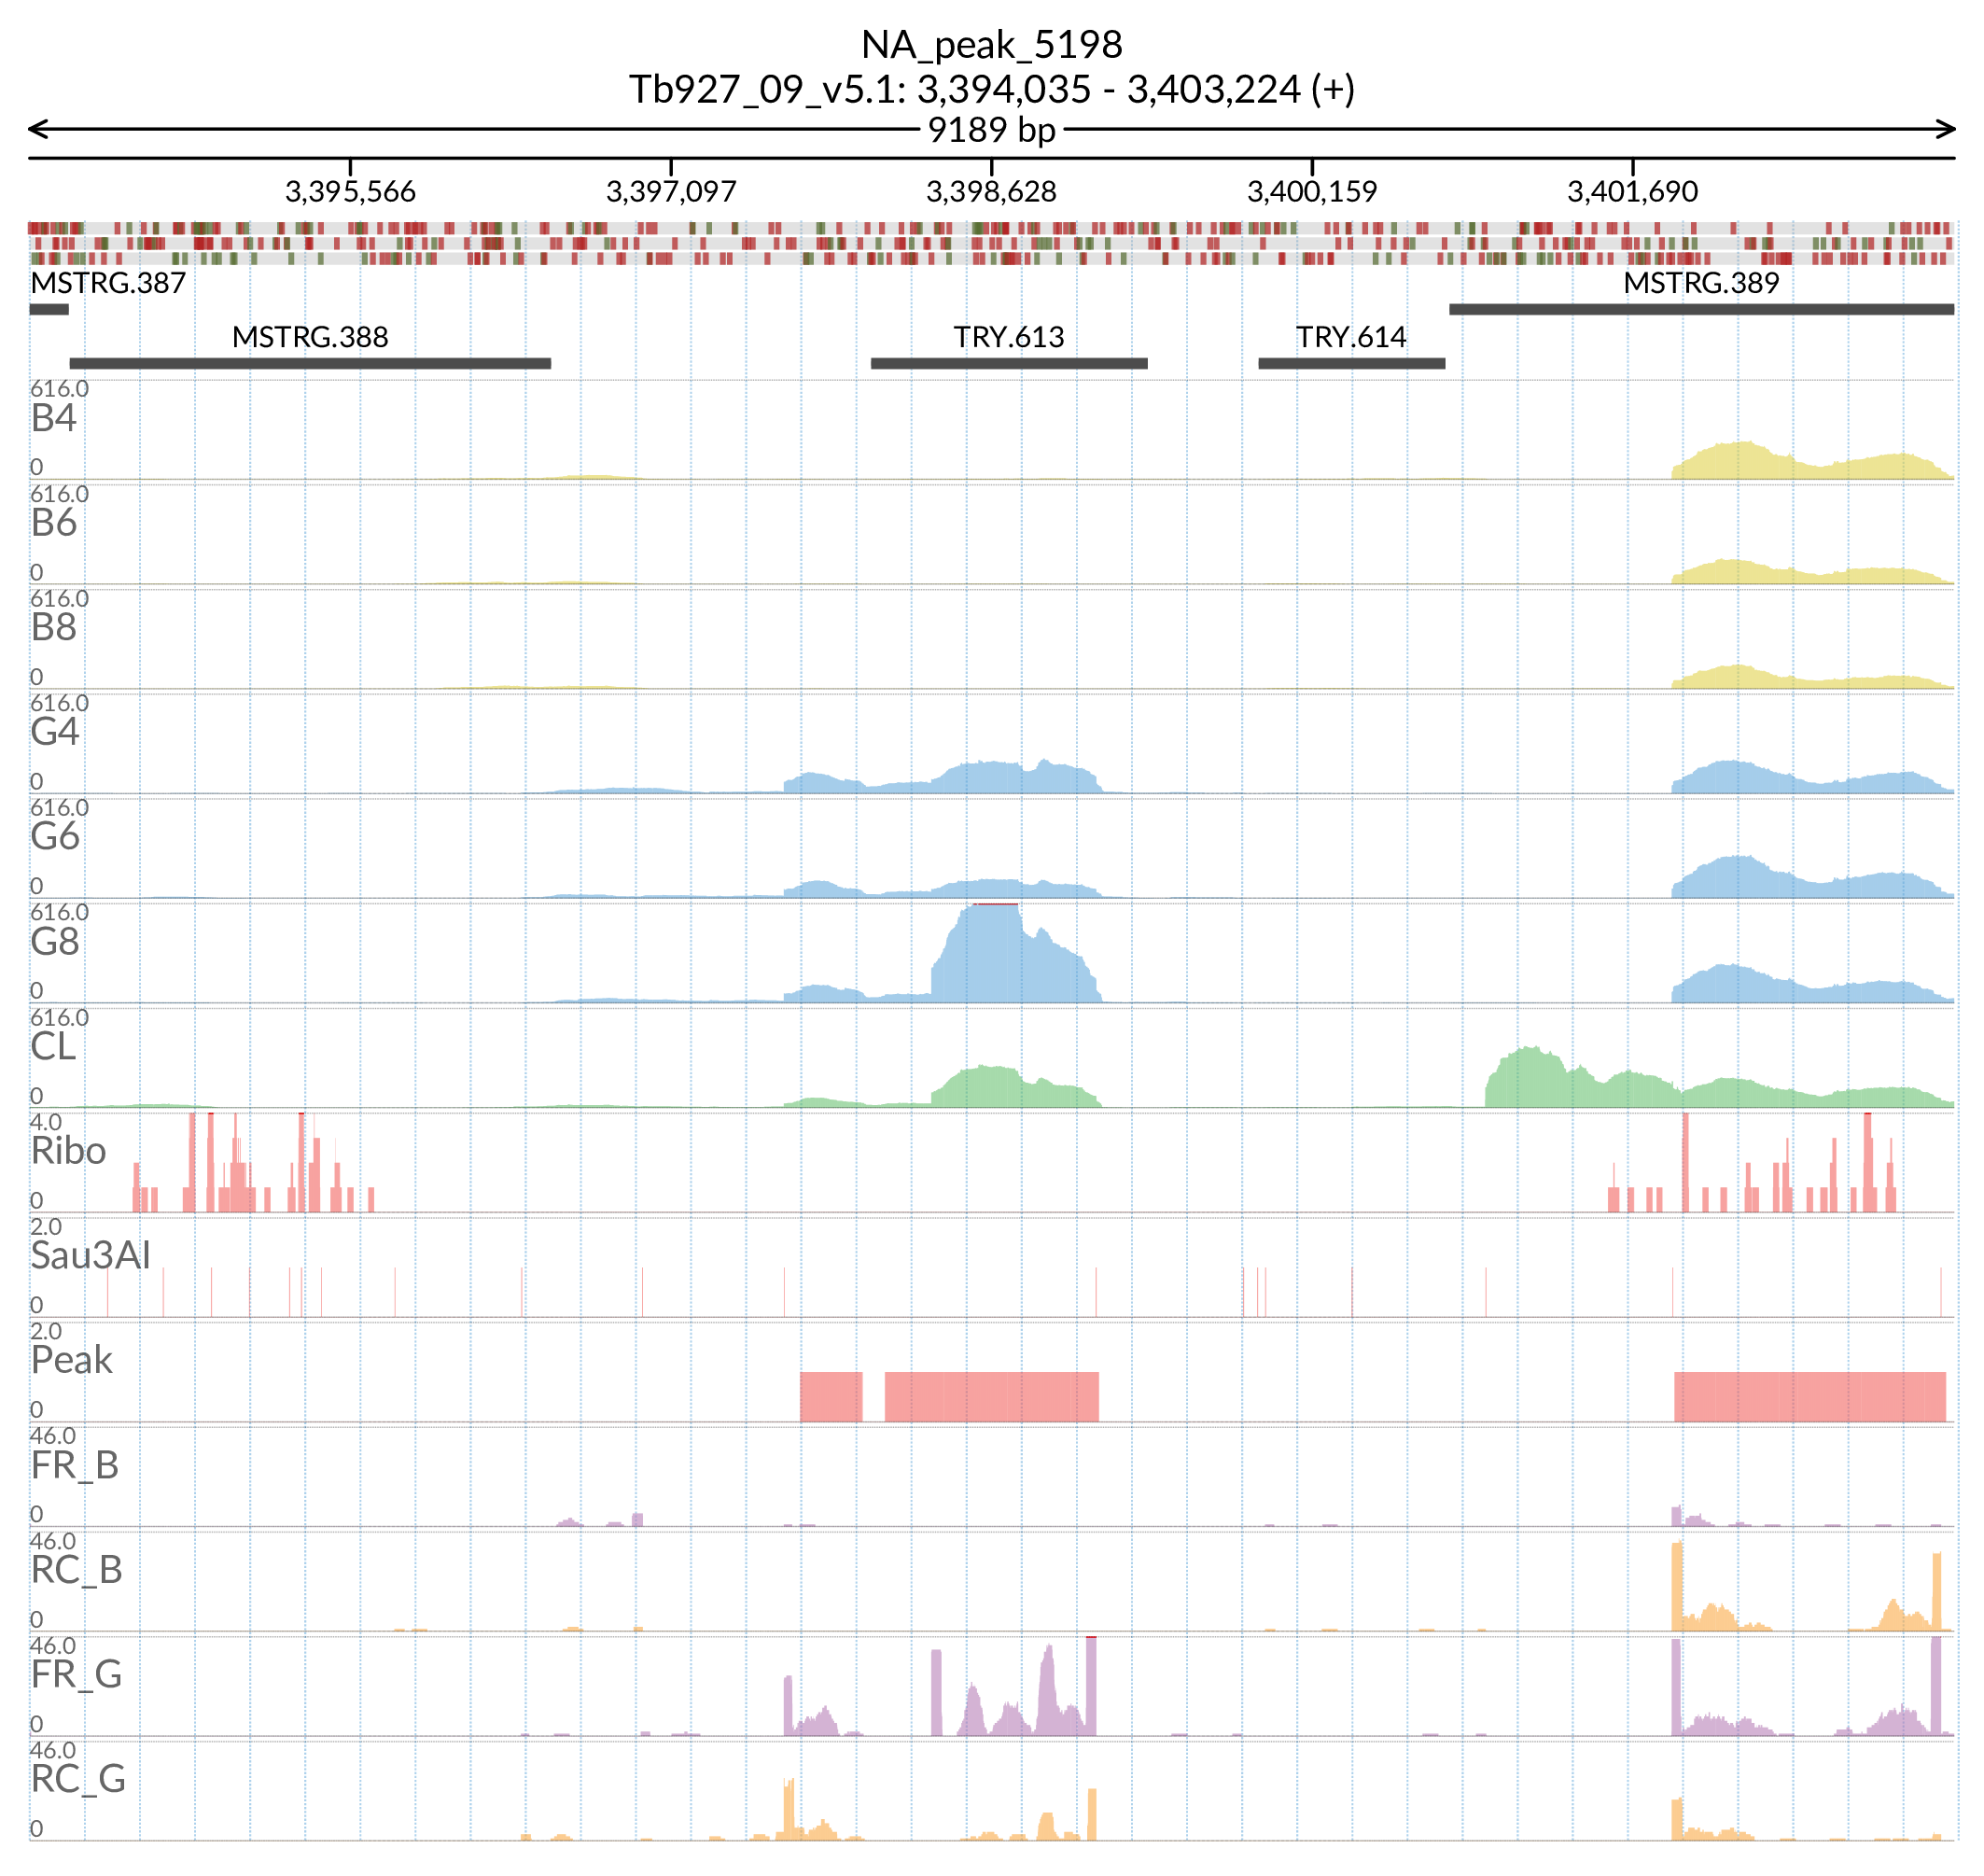 NA_peak_5198
Tb927_09_v5.1: 3,394,035 - 3,403,224 (+)
9189 bp
3,395,566 3,397,097 3,398,628 3,400,159 3,401,690
MSTRG.387 MSTRG.389
MSTRG.388 TRY.613 TRY.614
616.0
B4
0
616.0
B6
0
616.0
B8
0
616.0
G4
0
616.0
G6
0
616.0
G8
0
616.0
CL
0
4.0
Ribo
0
2.0
Sau3AI
0
2.0
Peak
0
46.0
FR_B
0
46.0
RC_B
0
46.0
FR_G
0
46.0
RC_G
0